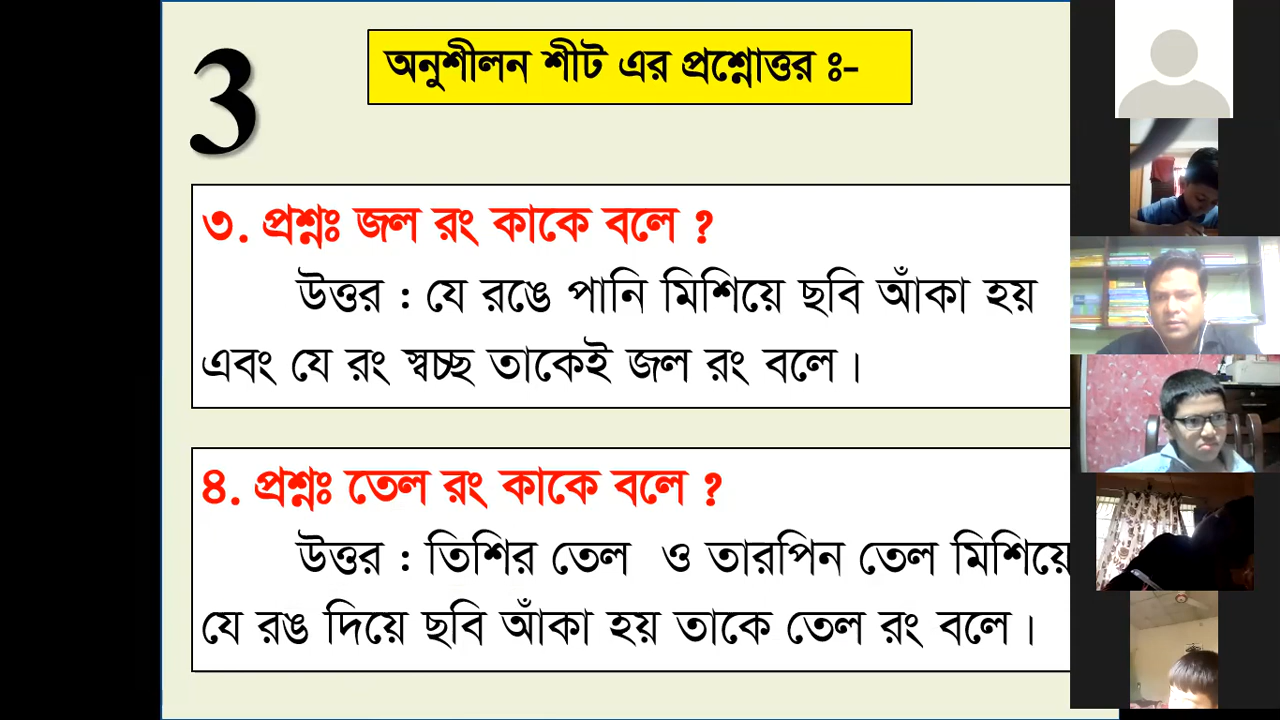 3
অনুশীলন শীট এর প্রশ্নোত্তর ঃ-
৩. প্রশ্নঃ জল রং কাকে বলে ?
উত্তর : যে রঙে পানি মিশিয়ে ছবি আঁকা হয়
এবং যে রং স্বচ্ছ তাকেই জল রং বলে।
৪. প্রশ্নঃ তেল রং কাকে বলে ?
উত্তর : তিশির তেল ও তারপিন তেল মিশিয়ে
যে রঙ দিয়ে ছবি আঁকা হয় তাকে তেল রং বলে।